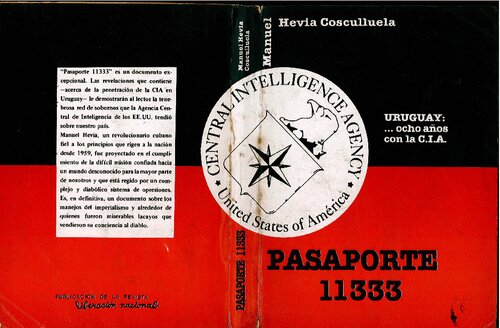 "Pasaporte 11333" es un documento ex-
cepcional. Las revelaciones que contiene
—acerca de la penetración de la CIA en
Uruguay— le demostrarán al lector la tene-
brosa red de sobornos que la Agencia Cen-
tral de Inteligencia de los EE.UU. tendió
sobre nuestro país.
Manuel Hevia, un revolucionario cubano
fiel a los principios que rigen a la nación
desde 1959, fue proyectado en el cumpli-
miento de la difícil misión confiada hacia
un mundo desconocido para la mayor parte
de nosotros y que está regido por un com-
plejo y diabólico sistema de opresiones.
Es, en definitiva, un documento sobre los
manejos del imperialismo y alrededor de
quienes fueron miserables lacayos que
vendieron su conciencia al diablo.
PUBLICACION DE LA REVISTA
liberación nacional
Manuel Hevia
Cosculluela
PASAPORTE 11333
Manuel
Hevia Cosculluela
CENTRAL INTELLIGENCE AGENCY
United States of América
URUGUAY:
... ocho años
con la C.I.A.
PASAPORTE
11333